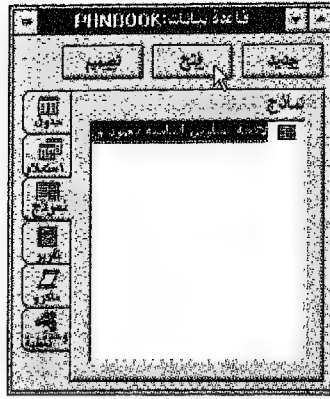 PHNBOOK: قاعدة بيانات
جديد فتح تصميم
نماذج
جدول
استعلام
نموذج
تقرير
ماكرو